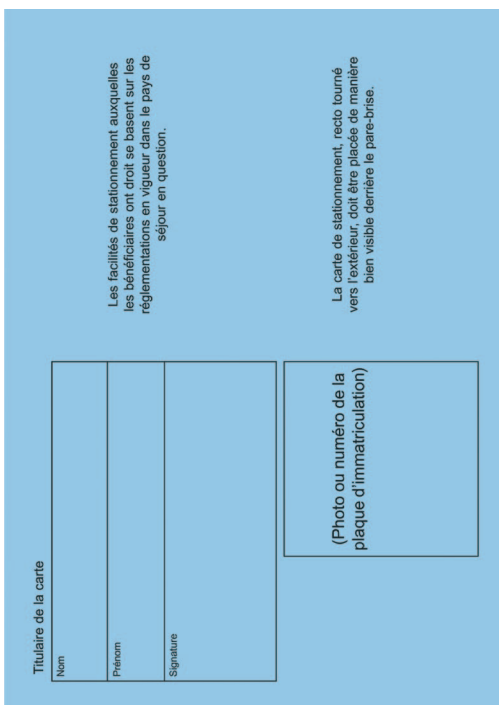 Titulaire de la carte
Nom
Prénom
Signature
(Photo ou numéro de la
plaque d'immatriculation)
Les facilités de stationnement auxquelles
les bénéficiaires ont droit se basent sur les
réglementations en vigueur dans le pays de
séjour en question.
La carte de stationnement, recto tourné
vers l'extérieur, doit être placée de manière
bien visible derrière le pare-brise.